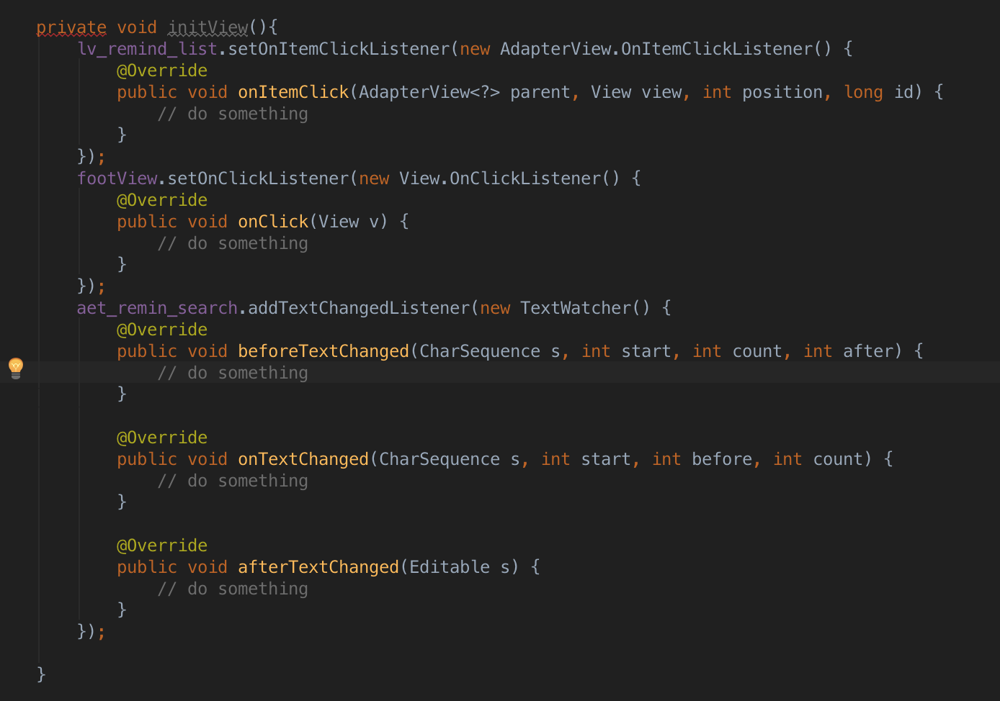 private void initView(){
    lv_remind_list.setOnItemClickListener(new AdapterView.OnItemClickListener() {
        @Override
        public void onItemClick(AdapterView<?> parent, View view, int position, long id) {
            // do something
        }
    });
    footView.setOnClickListener(new View.OnClickListener() {
        @Override
        public void onClick(View v) {
            // do something
        }
    });
    aet_remin_search.addTextChangedListener(new TextWatcher() {
        @Override
        public void beforeTextChanged(CharSequence s, int start, int count, int after) {
            // do something
        }

        @Override
        public void onTextChanged(CharSequence s, int start, int before, int count) {
            // do something
        }

        @Override
        public void afterTextChanged(Editable s) {
            // do something
        }
    });

}